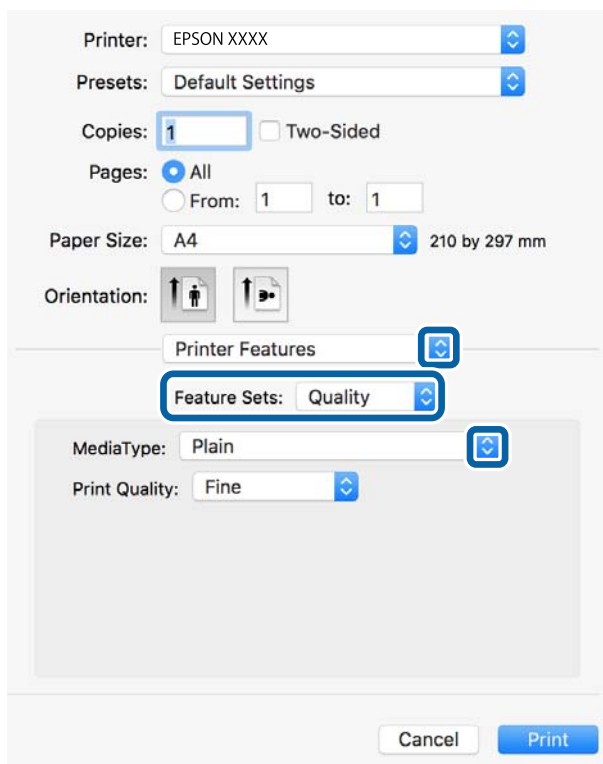 Printer: EPSON XXXX
Presets: Default Settings
Copies: 1 Two-Sided
Pages: All
From: 1 to: 1
Paper Size: A4 210 by 297 mm
Orientation:
Printer Features
Feature Sets: Quality
MediaType: Plain
Print Quality: Fine
Cancel Print